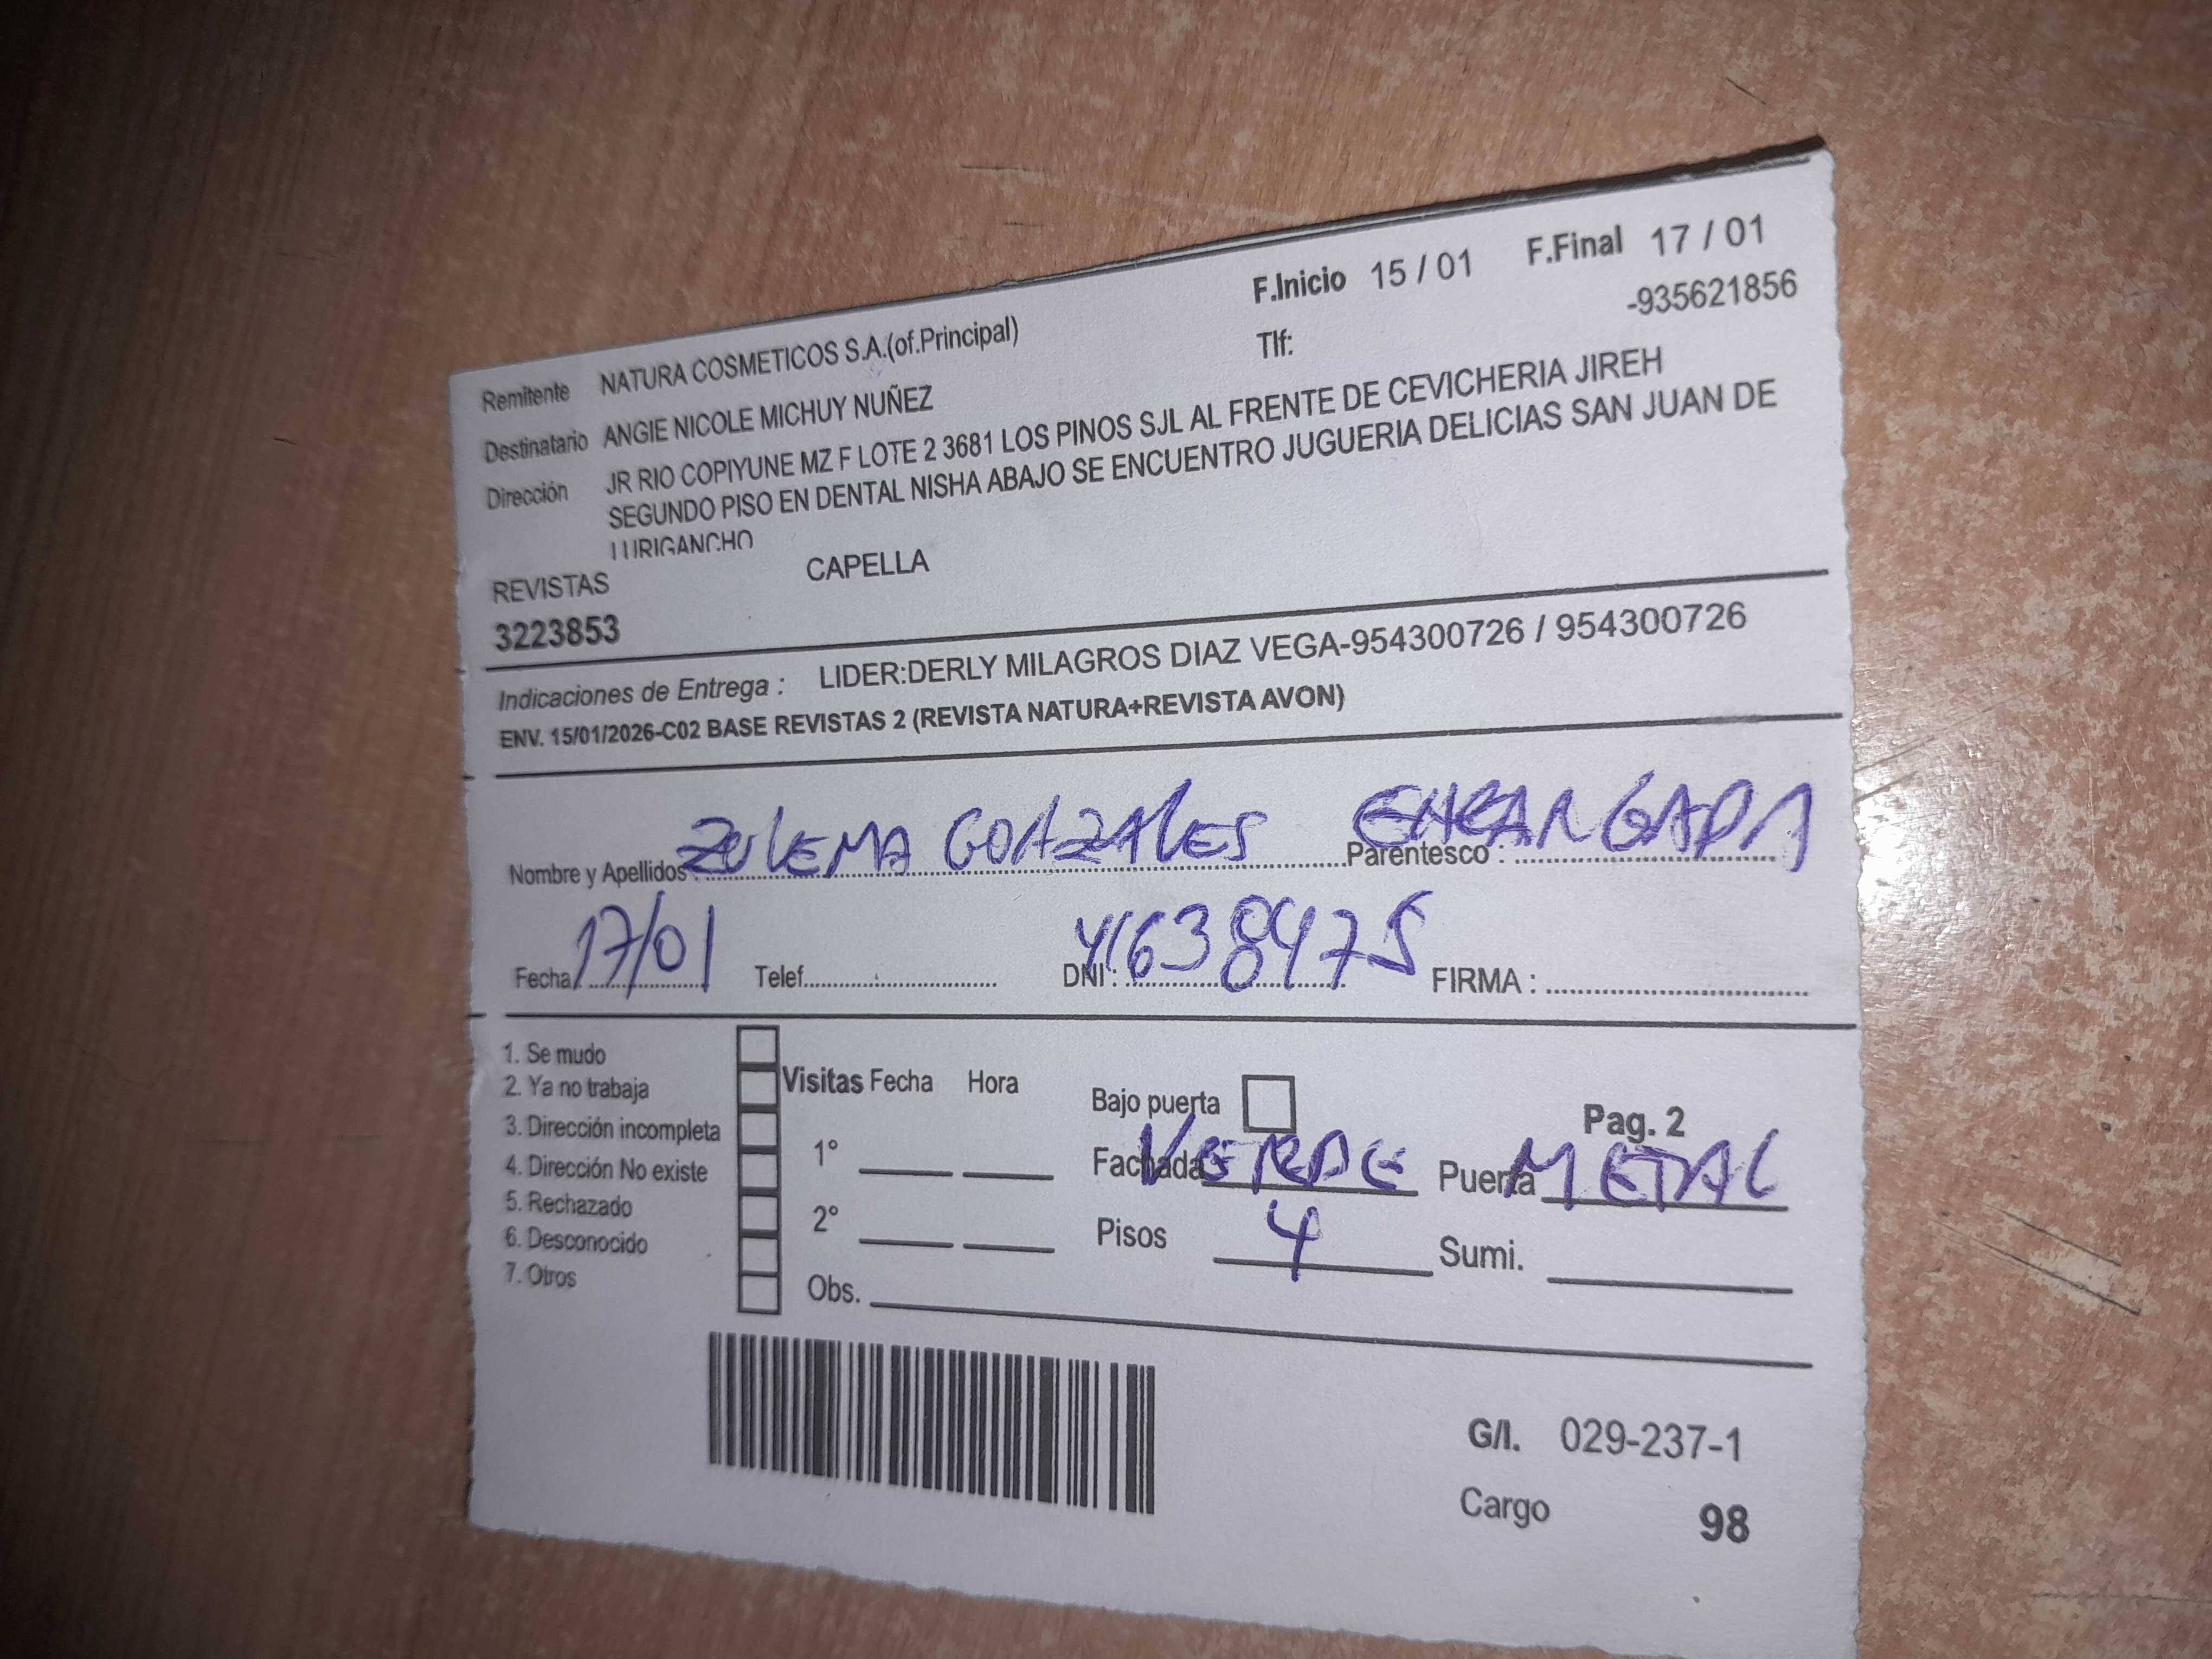 F.Inicio 15 / 01 F.Final 17 / 01
Remitente NATURA COSMETICOS S.A.(of.Principal) Tlf: -935621856
Destinatario ANGIE NICOLE MICHUY NUÑEZ
Dirección JR RIO COPIYUNE MZ F LOTE 2 3681 LOS PINOS SJL AL FRENTE DE CEVICHERIA JIREH
SEGUNDO PISO EN DENTAL NISHA ABAJO SE ENCUENTRO JUGUERIA DELICIAS SAN JUAN DE
LURIGANCHO
REVISTAS CAPELLA
3223853
Indicaciones de Entrega : LIDER:DERLY MILAGROS DIAZ VEGA-954300726 / 954300726
ENV. 15/01/2026-C02 BASE REVISTAS 2 (REVISTA NATURA+REVISTA AVON)
Nombre y Apellidos : ZULEMA GONZALES Parentesco : ENCARGADA
Fecha 17/01 Telef. DNI : 41638475 FIRMA :
1. Se mudo
2. Ya no trabaja
3. Dirección incompleta
4. Dirección No existe
5. Rechazado
6. Desconocido
7. Otros
Visitas Fecha Hora
1°
2°
Obs.
Bajo puerta Pag. 2
Fachada VERDE Puerta METAL
Pisos 4 Sumi.
G/I. 029-237-1
Cargo 98